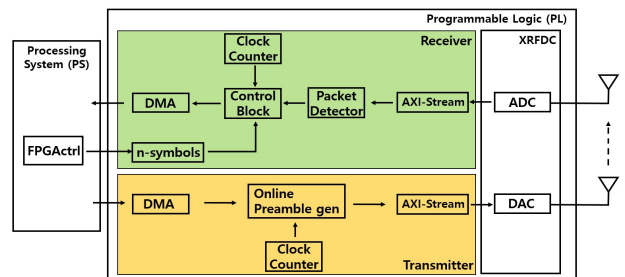 Programmable Logic (PL)
Processing
System (PS)
Clock
Counter
Receiver
XRFDC
DMA
Control
Block
Packet
Detector
AXI-Stream
ADC
FPGActrl
n-symbols
DMA
Online
Preamble gen
AXI-Stream
DAC
Clock
Counter
Transmitter